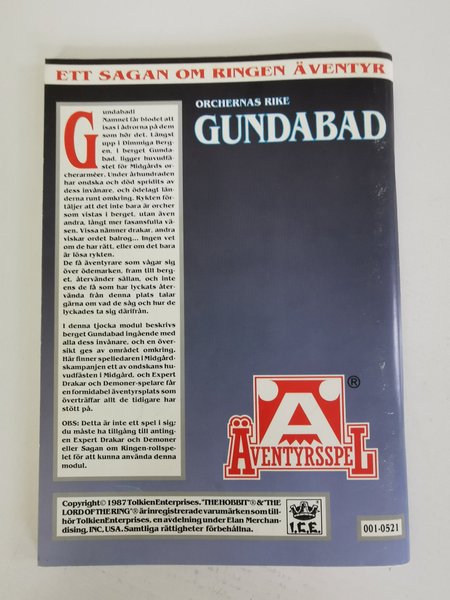 ETT SAGAN OM RINGEN ÄVENTYR
ORCHERNAS RIKE
GUNDABAD
Gundabad!
Namnet får blodet att
isas i ådrorna på dem
som hör det. Längst
upp i Dimmiga Berg-
en, i berget Gunda-
bad, ligger huvudfä-
stet för Midgårds or-
cherarméer. Under århundraden
har ondska och död spridits av
dess invånare, och ödelagt län-
derna runt omkring. Rykten för-
täljer att det inte bara är orcher
som vistas i berget, utan även
andra, långt mer fasansfulla vä-
sen. Vissa nämner drakar, andra
viskar ordet balrog... Ingen vet
om de har rätt, eller om det bara
är lösa rykten.
De få äventyrare som vågar sig
över ödemarken, fram till berg-
et, återvänder sällan, och inte
ens de få som har lyckats åter-
vända från denna plats talar
gärna om vad de såg och hur de
lyckades ta sig därifrån.
I denna tjocka modul beskrivs
berget Gundabad ingående med
alla dess invånare, och en över-
sikt ges av området omkring.
Här finner spelledaren i Midgård-
skampanjen ett av ondskans hu-
vudfästen i Midgård, och Expert
Drakar och Demoner-spelare får
en formidabel äventyrsplats som
överträffar allt de tidigare har
stött på.
OBS: Detta är inte ett spel i sig;
du måste ha tillgång till anting-
en Expert Drakar och Demoner
eller Sagan om Ringen-rollspe-
let för att kunna använda denna
modul.
A
®
ÄVENTYRSSPEL
Copyright © 1987 Tolkien Enterprises. "THE HOBBIT"® & "THE
LORD OF THE RING"® är inregistrerade varumärken som till-
hör Tolkien Enterprises, en avdelning under Elan Merchan-
dising, INC, USA. Samtliga rättigheter förbehållna.
I.C.E.
001-0521